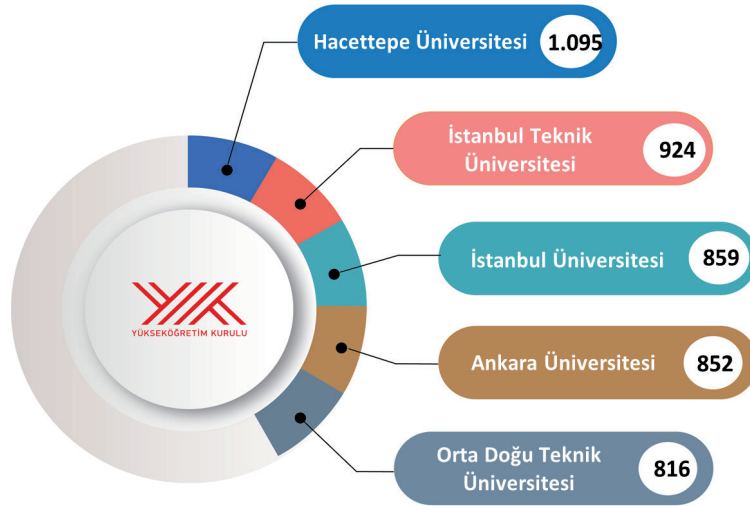 Hacettepe Üniversitesi 1.095
İstanbul Teknik
Üniversitesi
924
İstanbul Üniversitesi 859
YÜKSEKÖĞRETİM KURULU
Ankara Üniversitesi 852
Orta Doğu Teknik
Üniversitesi
816